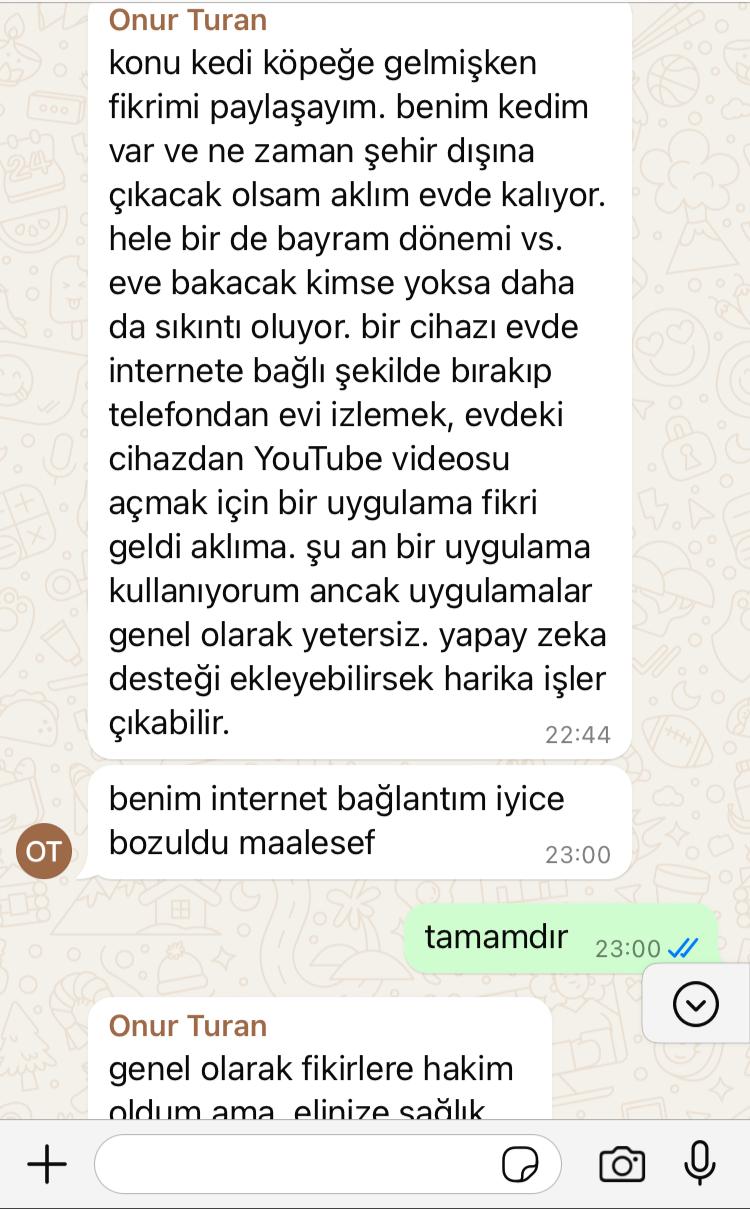 Onur Turan
konu kedi köpeğe gelmişken
fikrimi paylaşayım. benim kedim
var ve ne zaman şehir dışına
çıkacak olsam aklım evde kalıyor.
hele bir de bayram dönemi vs.
eve bakacak kimse yoksa daha
da sıkıntı oluyor. bir cihazı evde
internete bağlı şekilde bırakıp
telefondan evi izlemek, evdeki
cihazdan YouTube videosu
açmak için bir uygulama fikri
geldi aklıma. şu an bir uygulama
kullanıyorum ancak uygulamalar
genel olarak yetersiz. yapay zeka
desteği ekleyebilirsek harika işler
çıkabilir.
22:44
benim internet bağlantım iyice
bozuldu maalesef
23:00
OT
tamamdır
23:00
Onur Turan
genel olarak fikirlere hakim
oldum ama, elinize sağlık